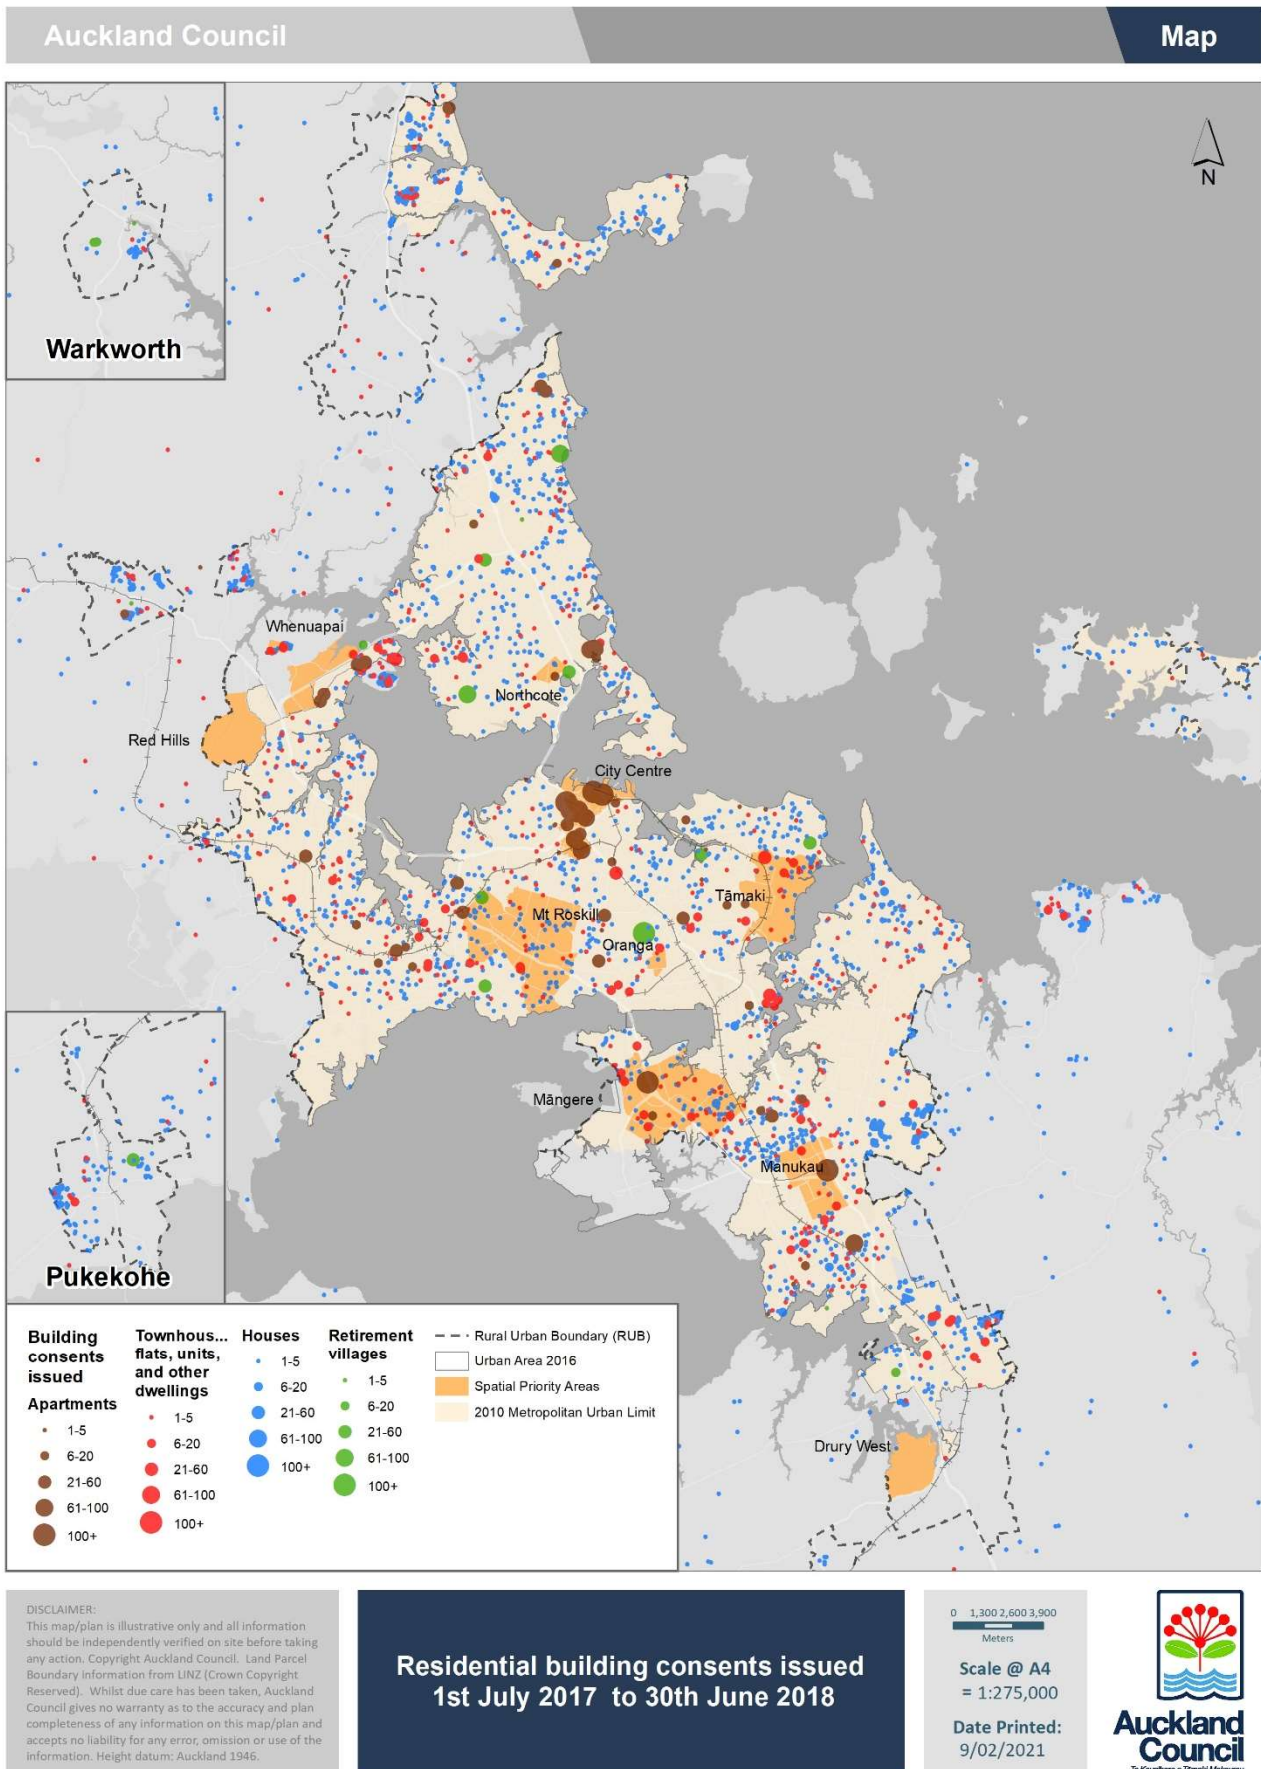 Auckland Council
Map
N
Warkworth
Whenuapai
Northcote
Red Hills
City Centre
Tāmaki
Mt Roskill
Oranga
Māngere
Manukau
Pukekohe
Drury West
Building
consents
issued
Apartments
1-5
6-20
21-60
61-100
100+
Townhous...
flats, units,
and other
dwellings
1-5
6-20
21-60
61-100
100+
Houses
1-5
6-20
21-60
61-100
100+
Retirement
villages
1-5
6-20
21-60
61-100
100+
Rural Urban Boundary (RUB)
Urban Area 2016
Spatial Priority Areas
2010 Metropolitan Urban Limit
DISCLAIMER:
This map/plan is illustrative only and all information
should be independently verified on site before taking
any action. Copyright Auckland Council. Land Parcel
Boundary Information from LINZ (Crown Copyright
Reserved). Whilst due care has been taken, Auckland
Council gives no warranty as to the accuracy and plan
completeness of any information on this map/plan and
accepts no liability for any error, omission or use of the
information. Height datum: Auckland 1946.
Residential building consents issued
1st July 2017 to 30th June 2018
0 1,300 2,600 3,900
Meters
Scale @ A4
= 1:275,000
Date Printed:
9/02/2021
Auckland
Council